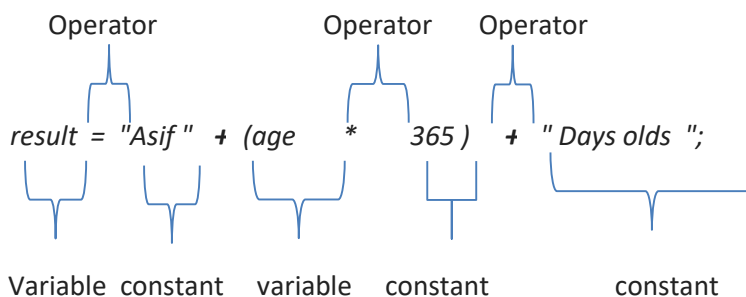 Operator Operator Operator
result = "Asif " + (age * 365 ) + " Days olds ";
Variable constant variable constant constant